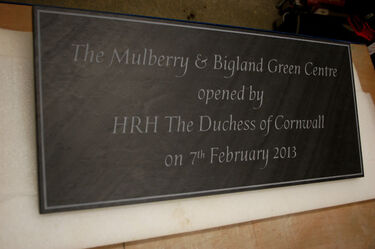 The Mulberry & Bigland Green Centre
opened by
HRH The Duchess of Cornwall
on 7th February 2013